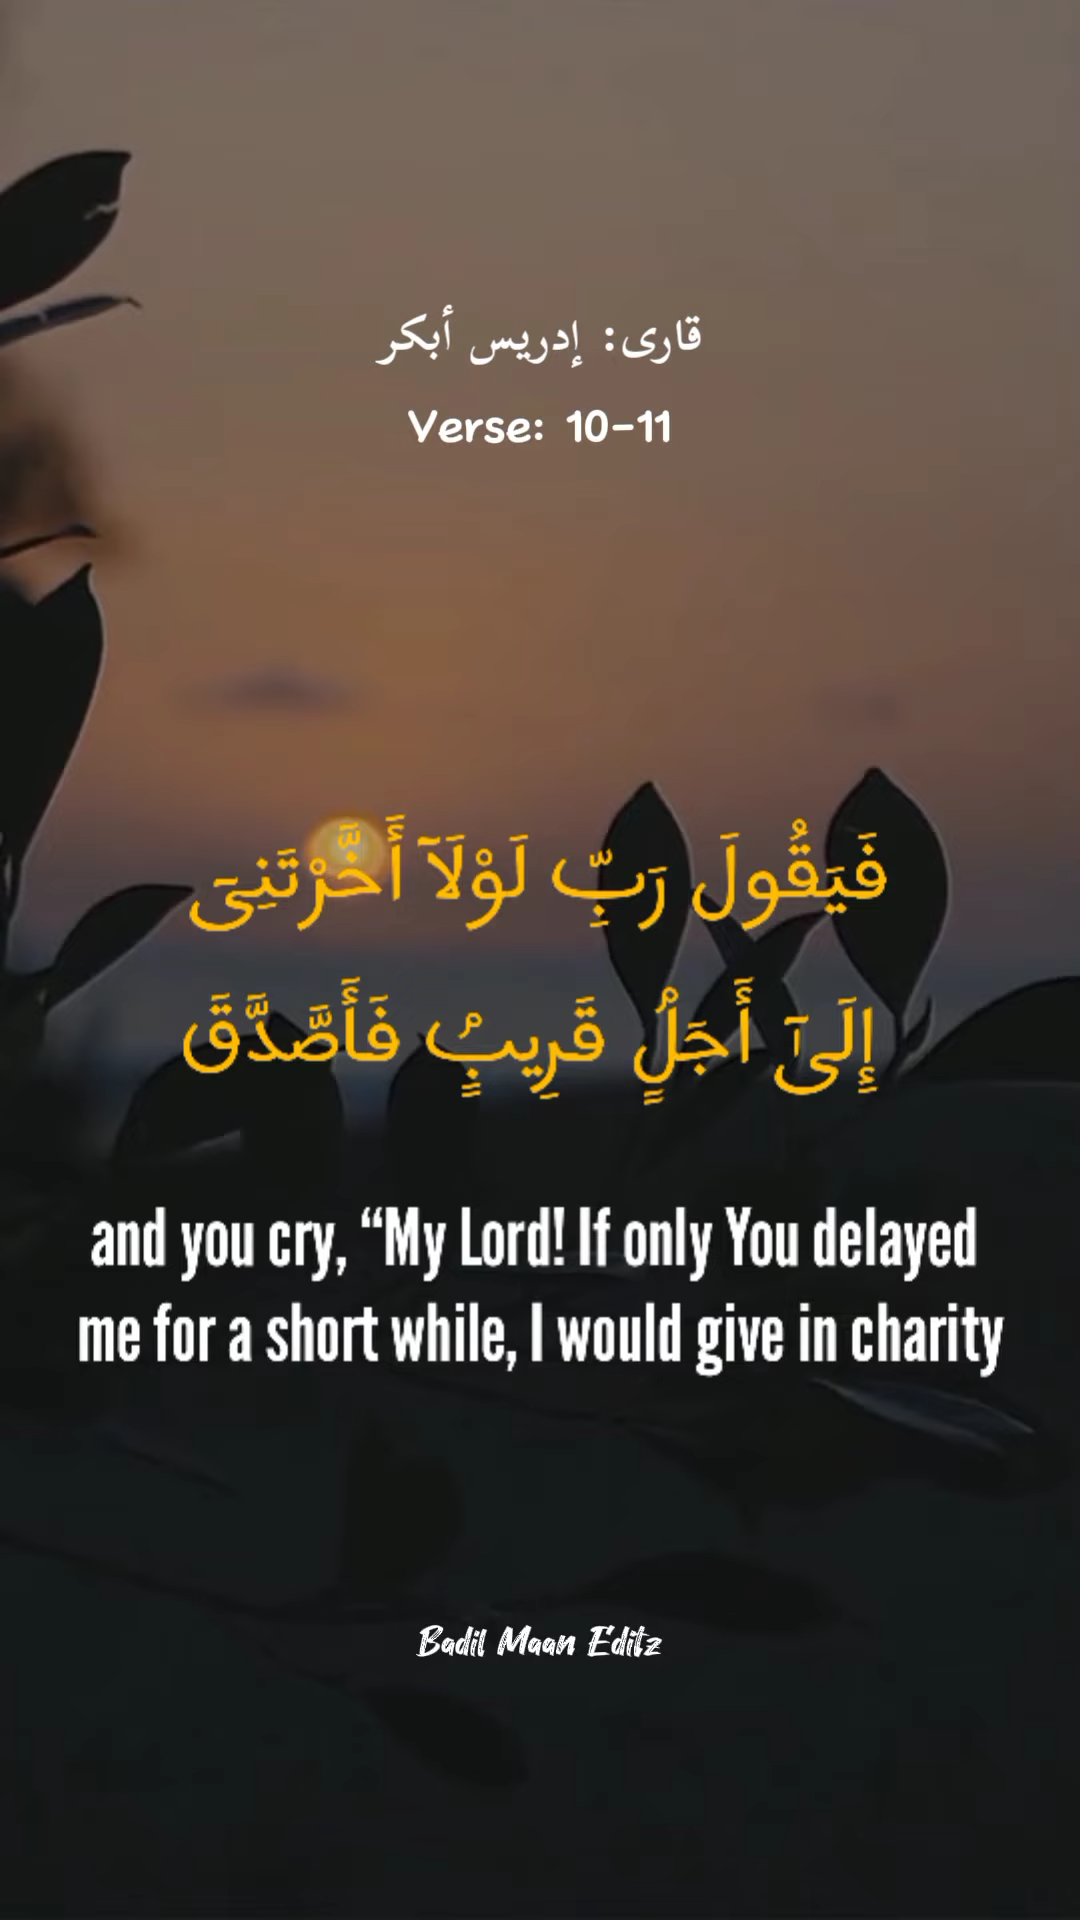 قارى: إدريس أبكر
Verse: 10-11
فَيَقُولَ رَبِّ لَوْلَآ أَخَّرْتَنِىٓ
إِلَىٰٓ أَجَلٍۢ قَرِيبٍۢ فَأَصَّدَّقَ
and you cry, “My Lord! If only You delayed
me for a short while, I would give in charity
Badil Maan Editz